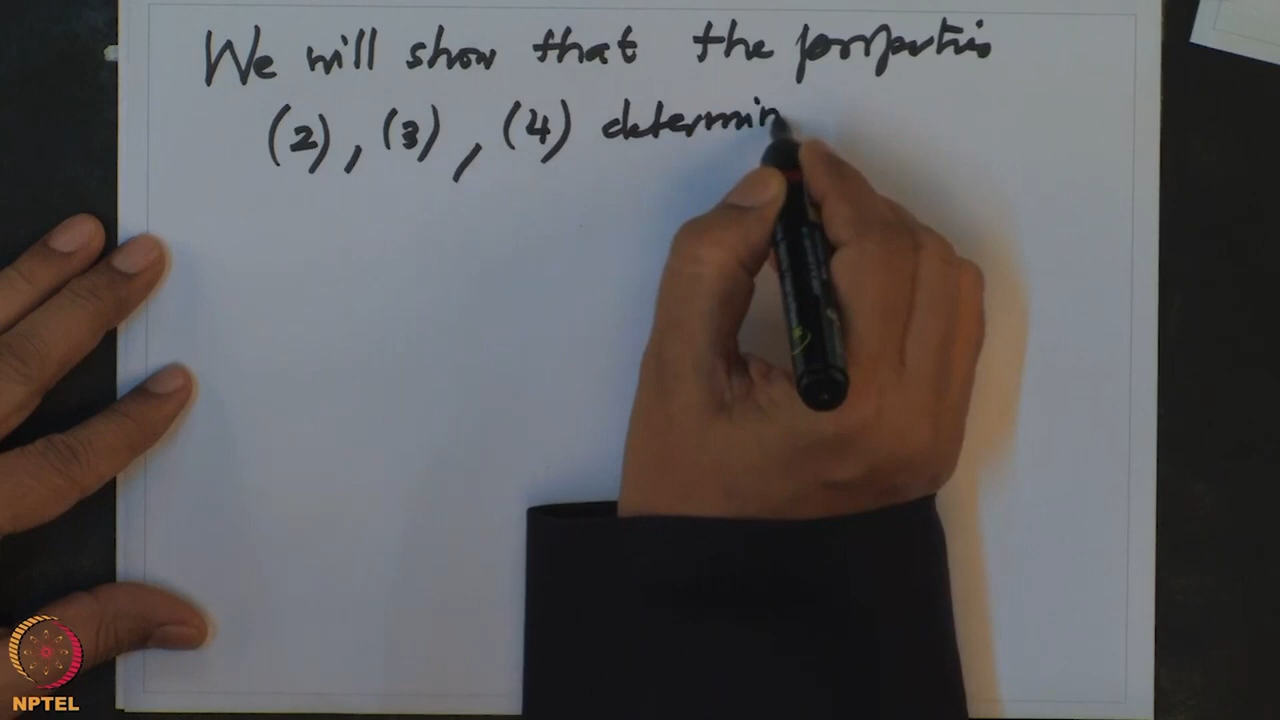 We will show that the properties
(2), (3), (4) determin
NPTEL